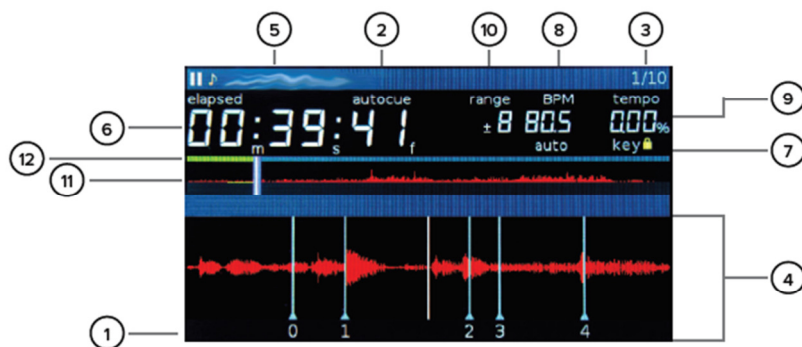 5 2 10 8 3
1/10
elapsed autocue range BPM tempo
9
6 00:39:41 ±8 80.5 0.00%
m s f auto key
7
12
11
4
1 0 1 2 3 4